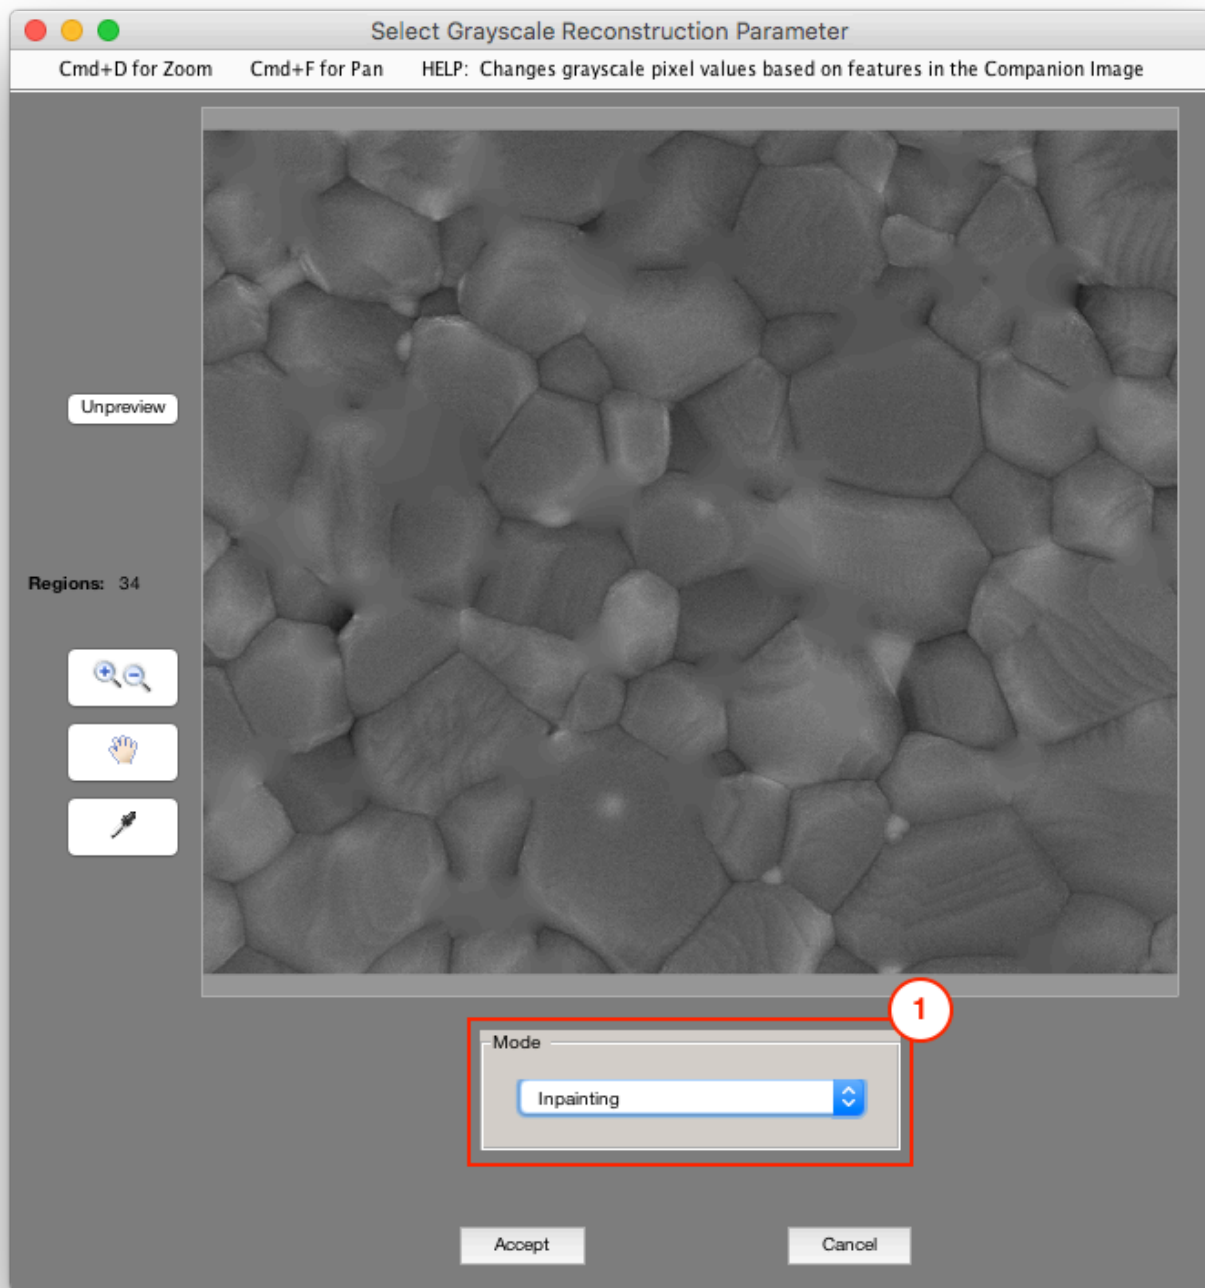 Select Grayscale Reconstruction Parameter
Cmd+D for Zoom Cmd+F for Pan HELP: Changes grayscale pixel values based on features in the Companion Image
Unpreview
Regions: 34
1
Mode
Inpainting
Accept Cancel